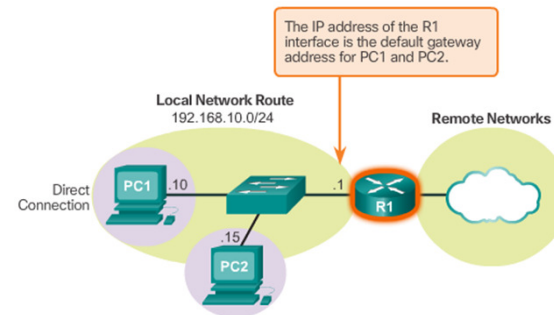 The IP address of the R1
interface is the default gateway
address for PC1 and PC2.
Local Network Route
192.168.10.0/24
Remote Networks
Direct
Connection
PC1
.10
.1
R1
.15
PC2